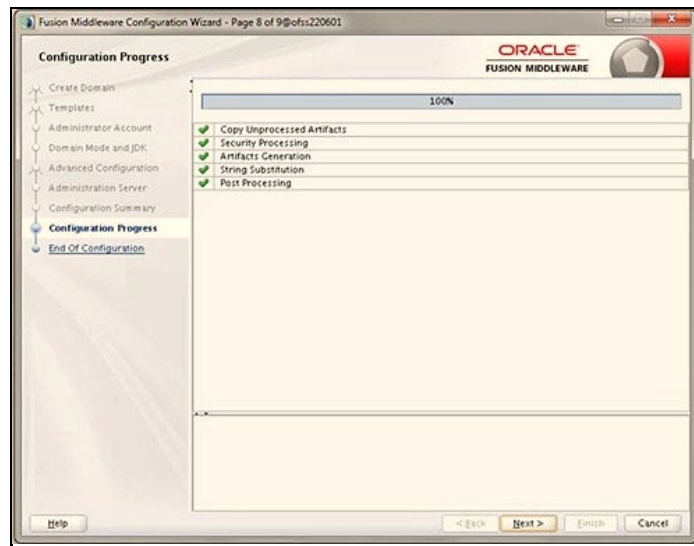 Fusion Middleware Configuration Wizard - Page 8 of 9@ofss220601
Configuration Progress
ORACLE
FUSION MIDDLEWARE
Create Domain
Templates
Administrator Account
Domain Mode and JDK
Advanced Configuration
Administration Server
Configuration Summary
Configuration Progress
End Of Configuration
100%
Copy Unprocessed Artifacts
Security Processing
Artifacts Generation
String Substitution
Post Processing
Help
< Back
Next >
Finish
Cancel